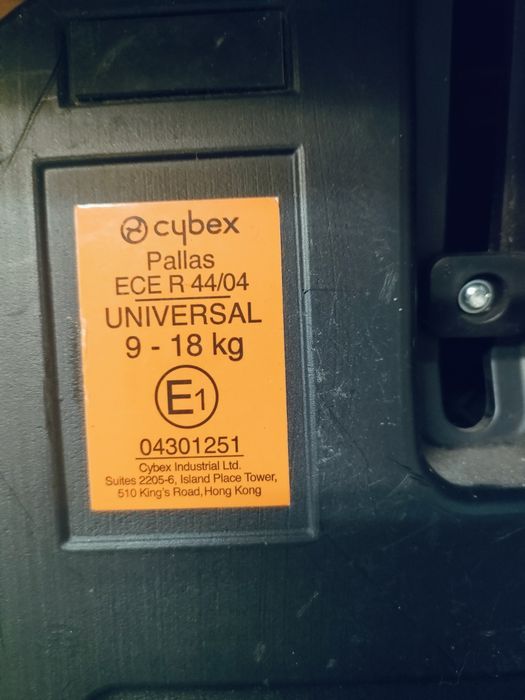 cybex
Pallas
ECE R 44/04
UNIVERSAL
9 - 18 kg
E1
04301251
Cybex Industrial Ltd.
Suites 2205-6, Island Place Tower,
510 King's Road, Hong Kong